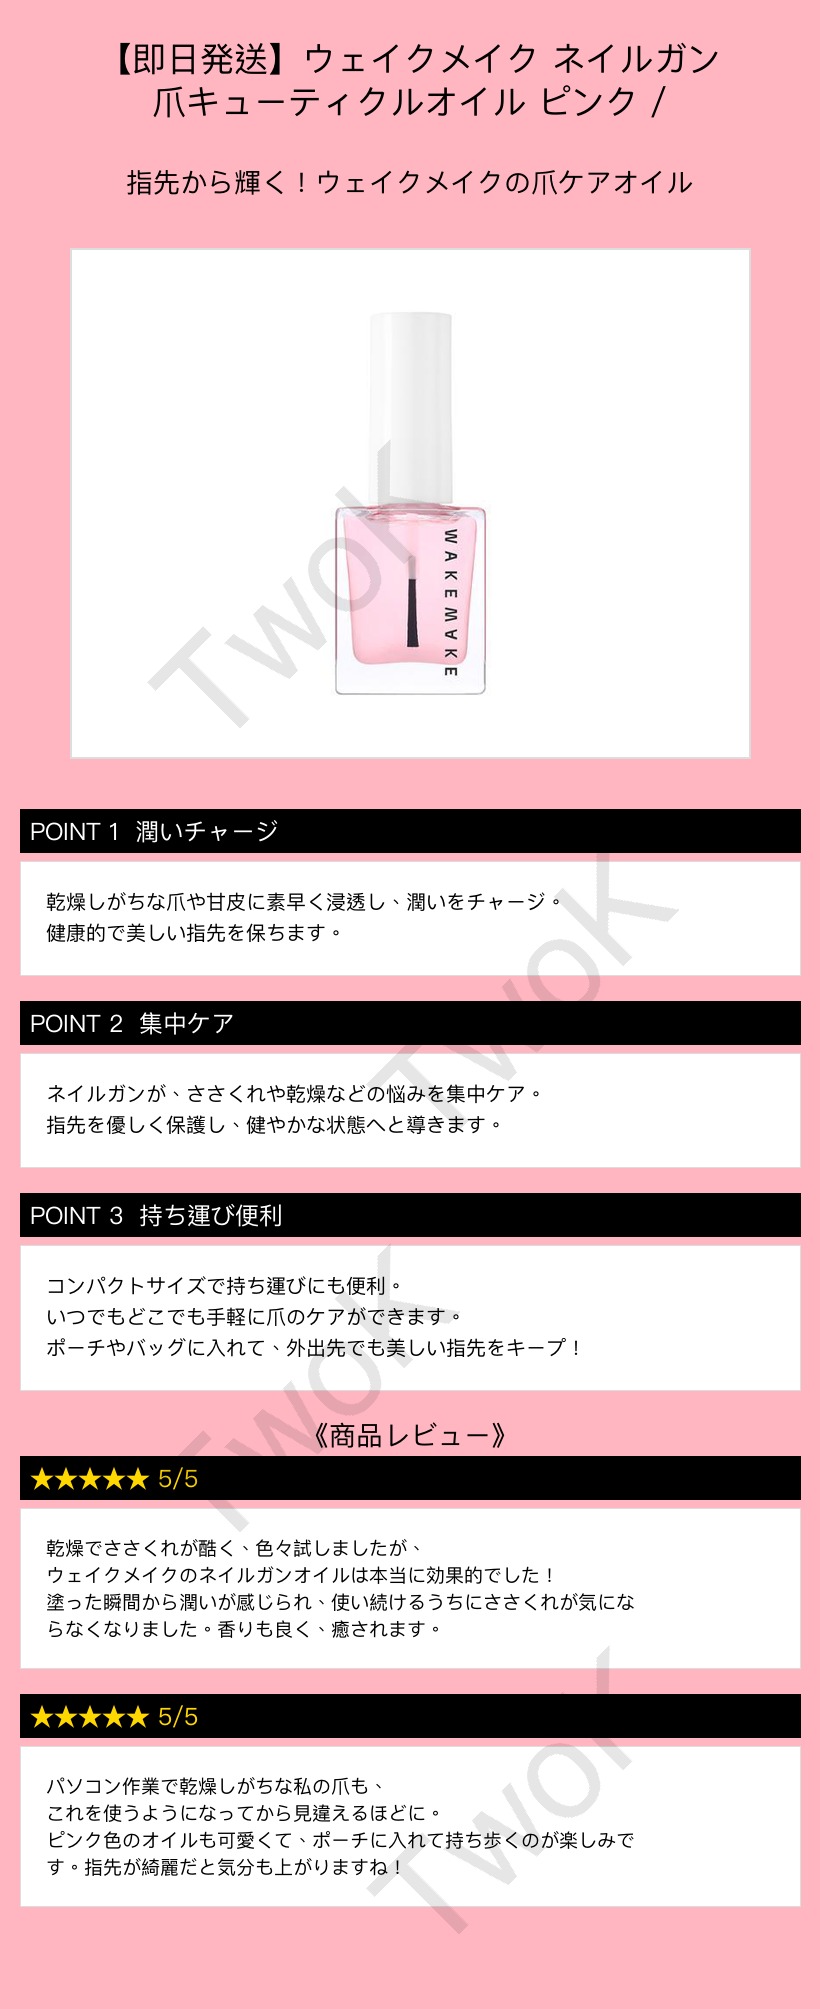 【即日発送】ウェイクメイク ネイルガン
爪キューティクルオイル ピンク /
指先から輝く！ウェイクメイクの爪ケアオイル
WAKEMAKE
TwoK
POINT 1 潤いチャージ
乾燥しがちな爪や甘皮に素早く浸透し、潤いをチャージ。
健康的で美しい指先を保ちます。
TwoK
POINT 2 集中ケア
ネイルガンが、ささくれや乾燥などの悩みを集中ケア。
指先を優しく保護し、健やかな状態へと導きます。
POINT 3 持ち運び便利
コンパクトサイズで持ち運びにも便利。
いつでもどこでも手軽に爪のケアができます。
ポーチやバッグに入れて、外出先でも美しい指先をキープ！
TwoK
《商品レビュー》
★★★★★ 5/5
乾燥でささくれが酷く、色々試しましたが、
ウェイクメイクのネイルガンオイルは本当に効果的でした！
塗った瞬間から潤いが感じられ、使い続けるうちにささくれが気にな
らなくなりました。香りも良く、癒されます。
★★★★★ 5/5
パソコン作業で乾燥しがちな私の爪も、
これを使うようになってから見違えるほどに。
ピンク色のオイルも可愛くて、ポーチに入れて持ち歩くのが楽しみで
す。指先が綺麗だと気分も上がりますね！
TwoK